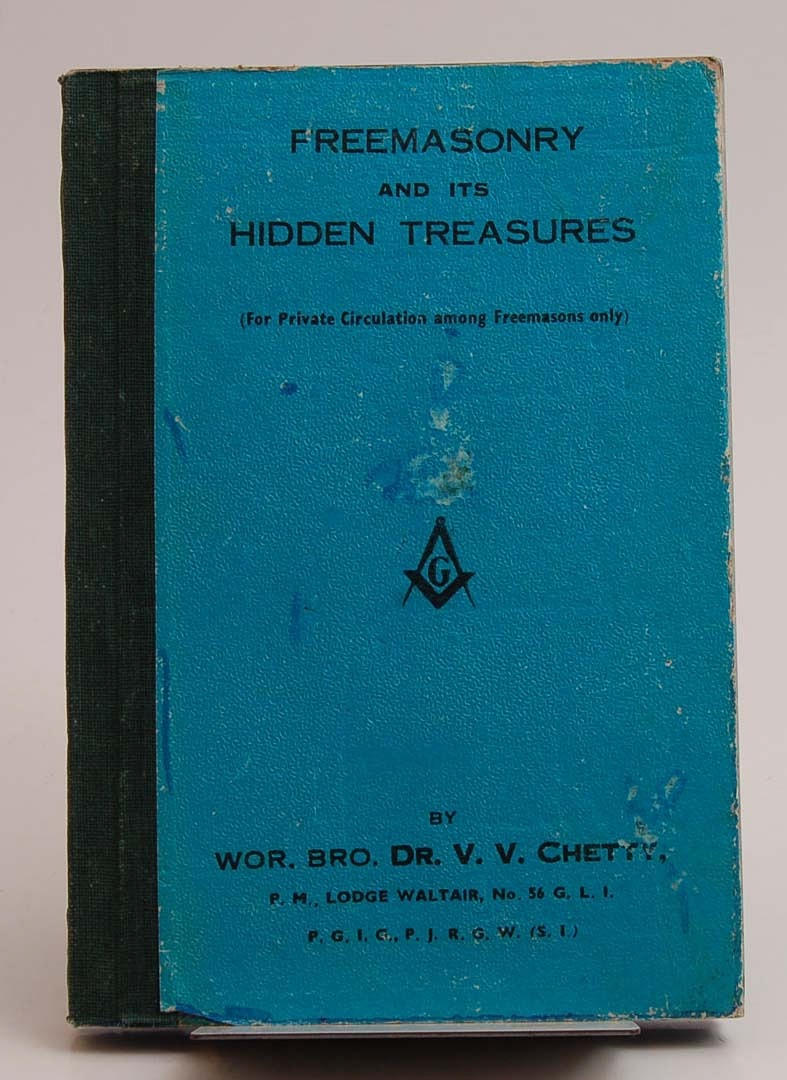 FREEMASONRY
AND ITS
HIDDEN TREASURES
(For Private Circulation among Freemasons only)
G
BY
WOR. BRO. DR. V. V. CHETTY,
P. M., LODGE WALTAIR, No. 56 G. L. I.
P. G. I. G., P. J. R. G. W. (S. I.)